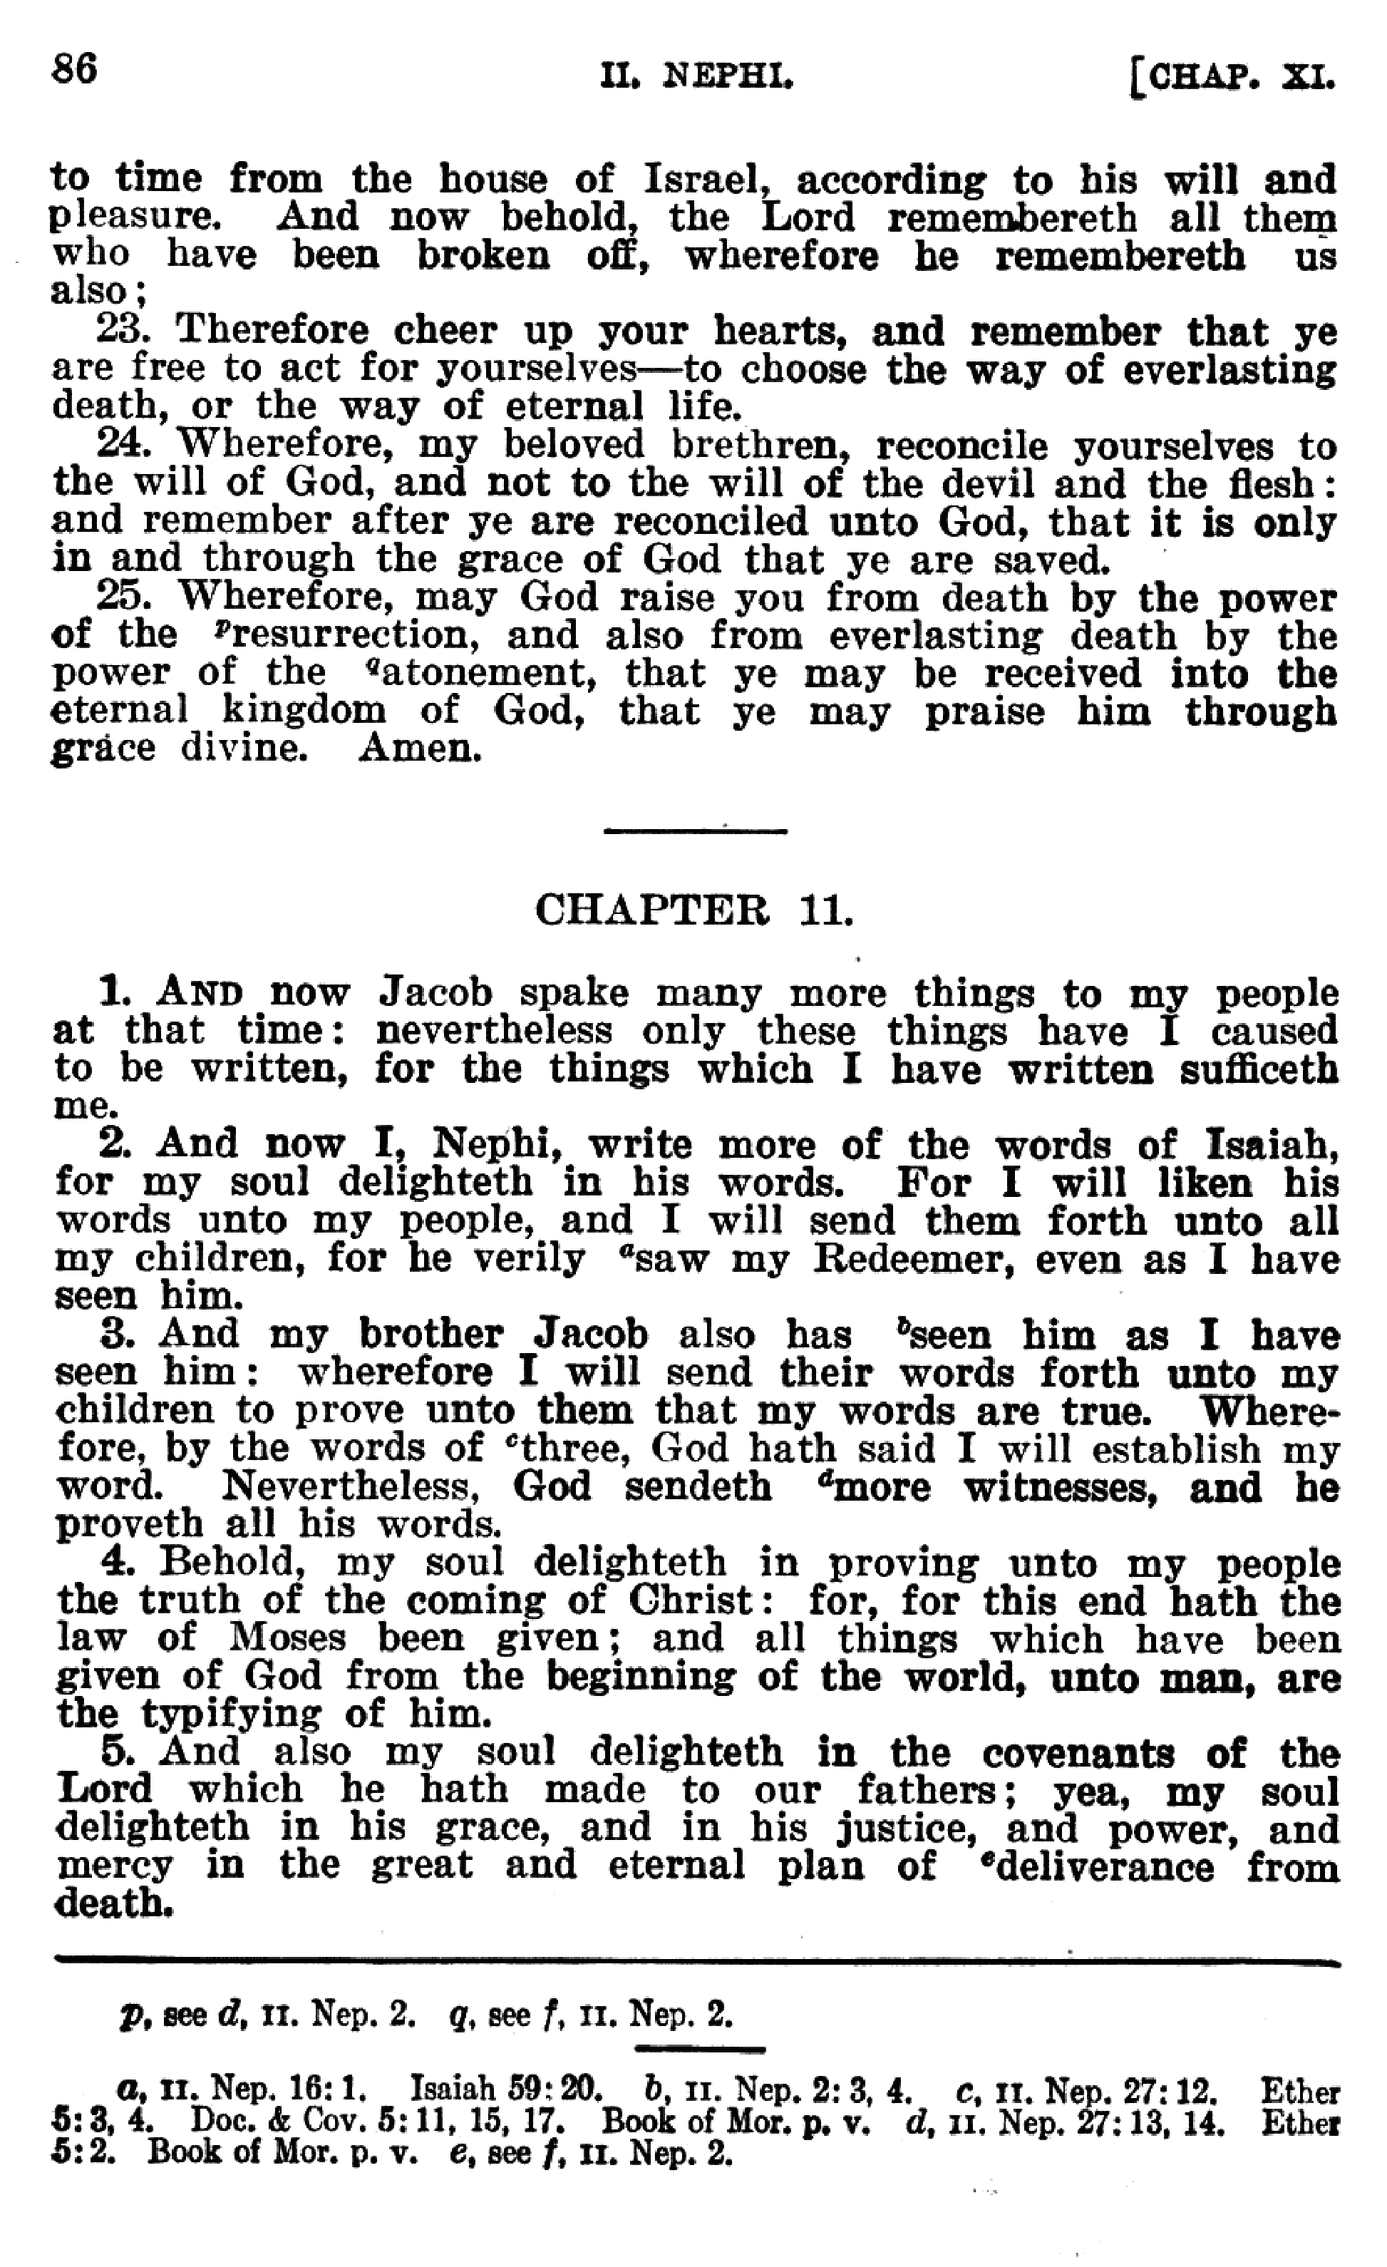 86 II. NEPHI. [CHAP. XI.
to time from the house of Israel, according to his will and
pleasure. And now behold, the Lord remembereth all them
who have been broken off, wherefore he remembereth us
also;
23. Therefore cheer up your hearts, and remember that ye
are free to act for yourselves—to choose the way of everlasting
death, or the way of eternal life.
24. Wherefore, my beloved brethren, reconcile yourselves to
the will of God, and not to the will of the devil and the flesh:
and remember after ye are reconciled unto God, that it is only
in and through the grace of God that ye are saved.
25. Wherefore, may God raise you from death by the power
of the ᵖresurrection, and also from everlasting death by the
power of the qatonement, that ye may be received into the
eternal kingdom of God, that ye may praise him through
grace divine. Amen.
CHAPTER 11.
1. AND now Jacob spake many more things to my people
at that time: nevertheless only these things have I caused
to be written, for the things which I have written sufficeth
me.
2. And now I, Nephi, write more of the words of Isaiah,
for my soul delighteth in his words. For I will liken his
words unto my people, and I will send them forth unto all
my children, for he verily ᵃsaw my Redeemer, even as I have
seen him.
3. And my brother Jacob also has ᵇseen him as I have
seen him: wherefore I will send their words forth unto my
children to prove unto them that my words are true. Where-
fore, by the words of ᶜthree, God hath said I will establish my
word. Nevertheless, God sendeth ᵈmore witnesses, and he
proveth all his words.
4. Behold, my soul delighteth in proving unto my people
the truth of the coming of Christ: for, for this end hath the
law of Moses been given; and all things which have been
given of God from the beginning of the world, unto man, are
the typifying of him.
5. And also my soul delighteth in the covenants of the
Lord which he hath made to our fathers; yea, my soul
delighteth in his grace, and in his justice, and power, and
mercy in the great and eternal plan of ᵉdeliverance from
death.
p, see d, II. Nep. 2. q, see f, II. Nep. 2.
a, II. Nep. 16:1. Isaiah 59:20. b, II. Nep. 2:3, 4. c, II. Nep. 27:12. Ether
5:3, 4. Doc. & Cov. 5:11, 15, 17. Book of Mor. p. v. d, II. Nep. 27:13, 14. Ether
5:2. Book of Mor. p. v. e, see f, II. Nep. 2.